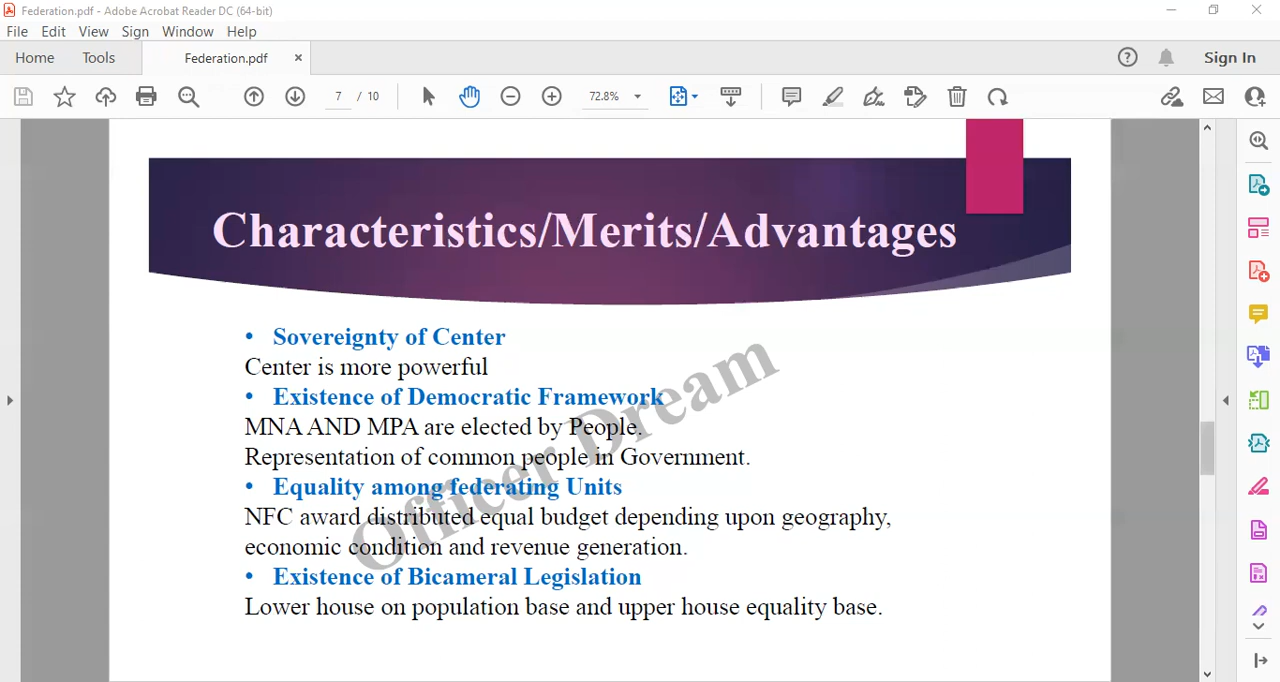 Federation.pdf - Adobe Acrobat Reader DC (64-bit)
File Edit View Sign Window Help
Home Tools Federation.pdf × Sign In
7 / 10 72.8%
Characteristics/Merits/Advantages
• Sovereignty of Center
Center is more powerful
• Existence of Democratic Framework
MNA AND MPA are elected by People.
Representation of common people in Government.
• Equality among federating Units
NFC award distributed equal budget depending upon geography,
economic condition and revenue generation.
• Existence of Bicameral Legislation
Lower house on population base and upper house equality base.
Officer Dream